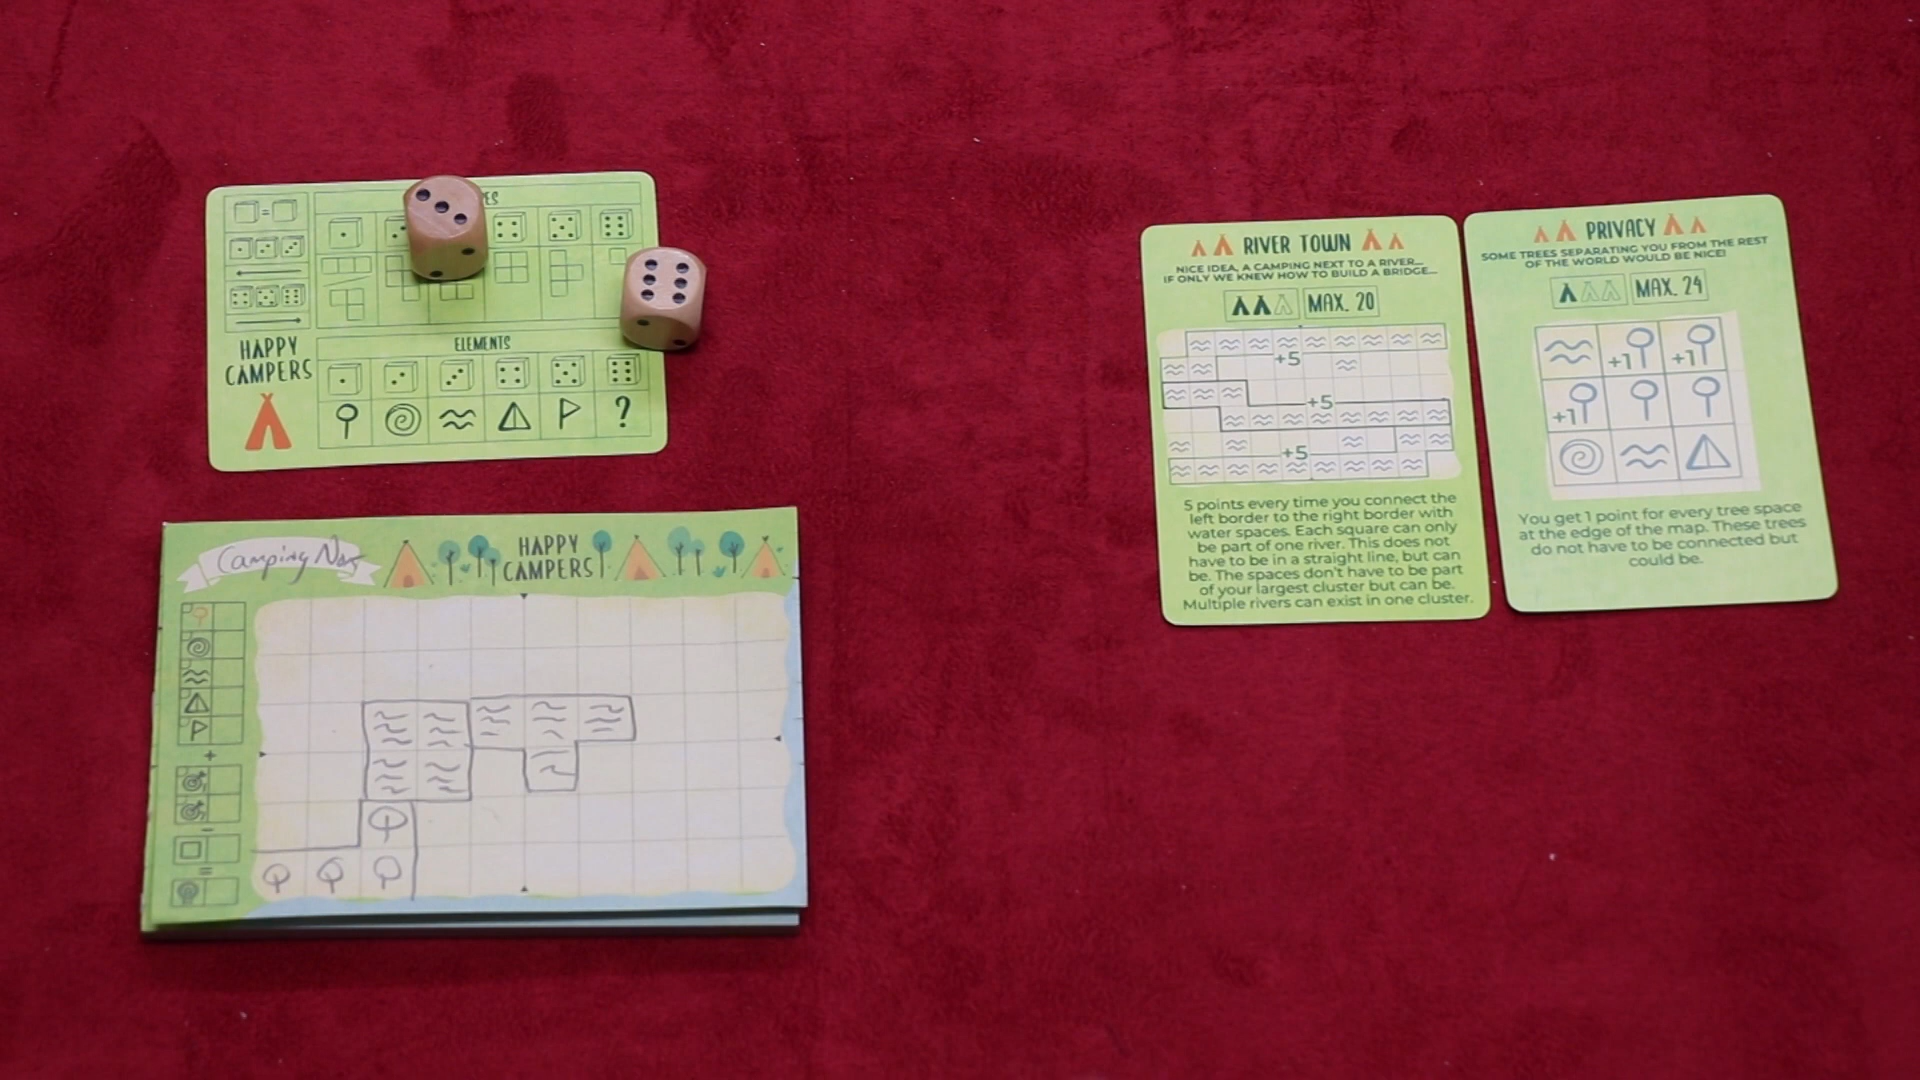 ES
ELEMENTS
HAPPY
CAMPERS
?
Camping
HAPPY
CAMPERS
+
-
=
RIVER TOWN
NICE IDEA, A CAMPING NEXT TO A RIVER...
IF ONLY WE KNEW HOW TO BUILD A BRIDGE...
MAX. 20
+5
+5
+5
5 points every time you connect the
left border to the right border with
water spaces. Each square can only
be part of one river. This does not
have to be in a straight line, but can
be. The spaces don't have to be part
of your largest cluster but can be.
Multiple rivers can exist in one cluster.
PRIVACY
SOME TREES SEPARATING YOU FROM THE REST
OF THE WORLD WOULD BE NICE!
MAX. 24
+1 +1
+1
You get 1 point for every tree space
at the edge of the map. These trees
do not have to be connected but
could be.